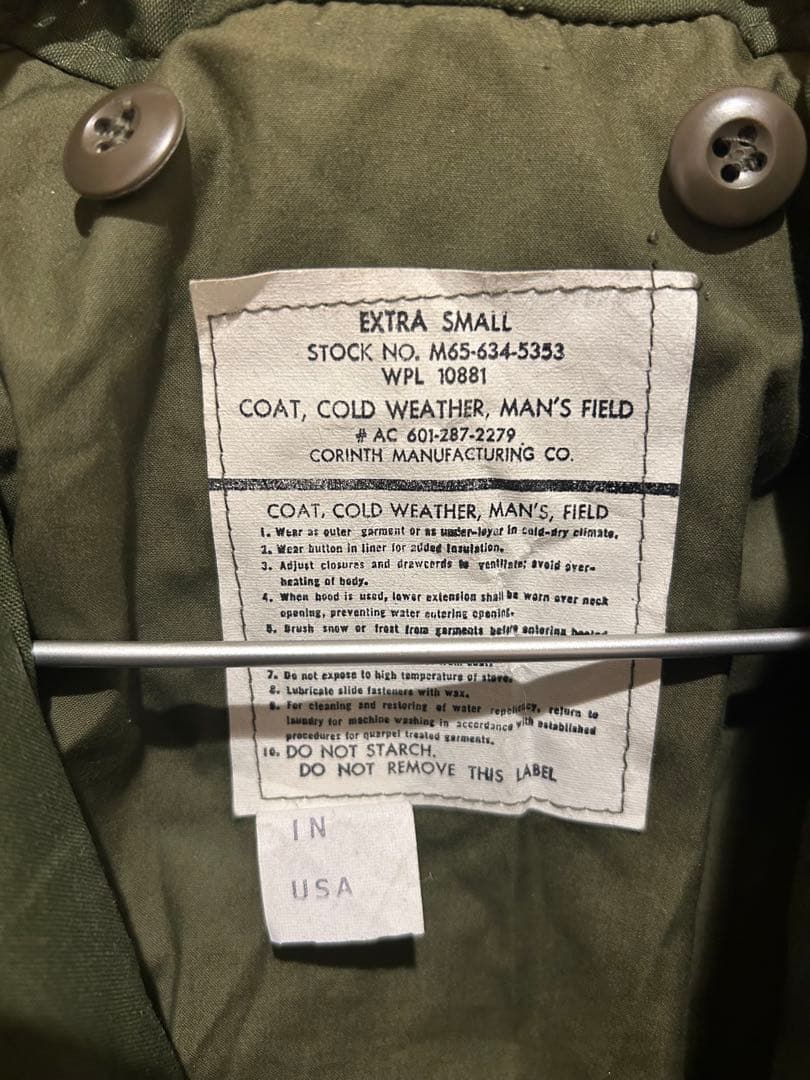 EXTRA SMALL
STOCK NO. M65-634-5353
WPL 10881
COAT, COLD WEATHER, MAN'S FIELD
# AC 601-287-2279
CORINTH MANUFACTURING CO.
COAT, COLD WEATHER, MAN'S, FIELD
1. Wear as outer garment or as under-layer in cold-dry climate.
2. Wear button in liner for added insulation.
3. Adjust closures and drawcords to ventilate; avoid over-
heating of body.
4. When hood is used, lower extension shall be worn over neck
opening, preventing water entering opening.
5. Brush snow or frost from garments before entering heated
7. Do not expose to high temperature of stove.
8. Lubricate slide fasteners with wax.
9. For cleaning and restoring of water repellency, return to
laundry for machine washing in accordance with established
procedures for quarpel treated garments.
10. DO NOT STARCH.
DO NOT REMOVE THIS LABEL
IN
USA